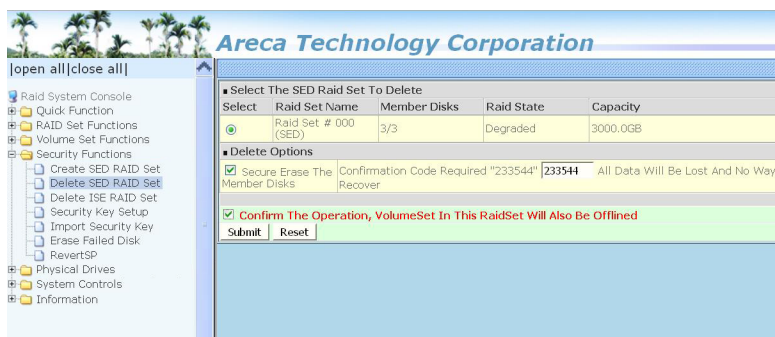 Areca Technology Corporation
|open all|close all|
Raid System Console
Quick Function
RAID Set Functions
Volume Set Functions
Security Functions
Create SED RAID Set
Delete SED RAID Set
Delete ISE RAID Set
Security Key Setup
Import Security Key
Erase Failed Disk
RevertSP
Physical Drives
System Controls
Information
Select The SED Raid Set To Delete
Select Raid Set Name Member Disks Raid State Capacity
Raid Set # 000 (SED) 3/3 Degraded 3000.0GB
Delete Options
Secure Erase The Member Disks
Confirmation Code Required "233544" 233544 All Data Will Be Lost And No Way
Recover
Confirm The Operation, VolumeSet In This RaidSet Will Also Be Offlined
Submit Reset